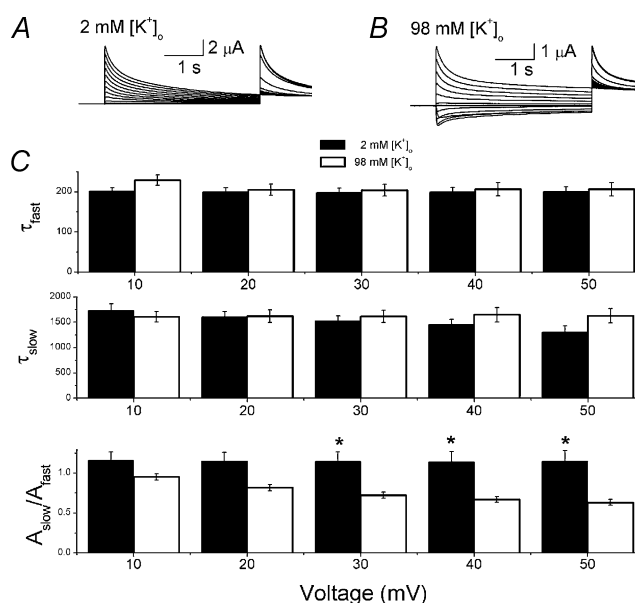 A
2 mM [K⁺]ₒ
2 μA
1 s
B
98 mM [K⁺]ₒ
1 μA
1 s
C
2 mM [K⁺]ₒ
98 mM [K⁺]ₒ
τfast
200
100
0
10 20 30 40 50
τslow
2000
1500
1000
500
0
10 20 30 40 50
* * *
Aslow/Afast
1.0
0.5
0.0
10 20 30 40 50
Voltage (mV)